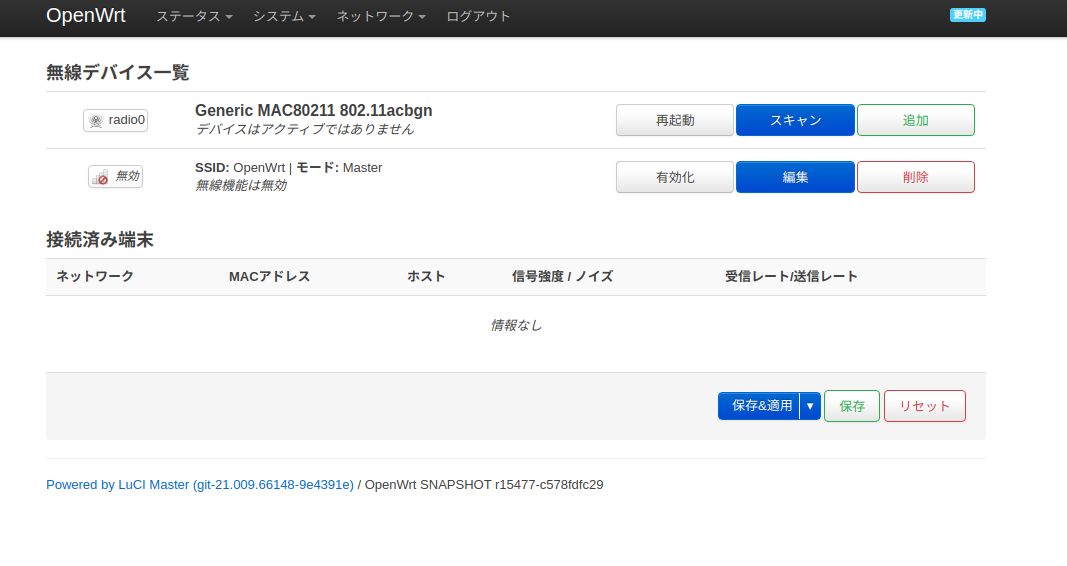 OpenWrt ステータス システム ネットワーク ログアウト 更新中
無線デバイス一覧
radio0 Generic MAC80211 802.11acbgn 再起動 スキャン 追加
デバイスはアクティブではありません
無効 SSID: OpenWrt | モード: Master 有効化 編集 削除
無線機能は無効
接続済み端末
ネットワーク MACアドレス ホスト 信号強度 / ノイズ 受信レート/送信レート
情報なし
保存&適用 ▾ 保存 リセット
Powered by LuCI Master (git-21.009.66148-9e4391e) / OpenWrt SNAPSHOT r15477-c578fdfc29